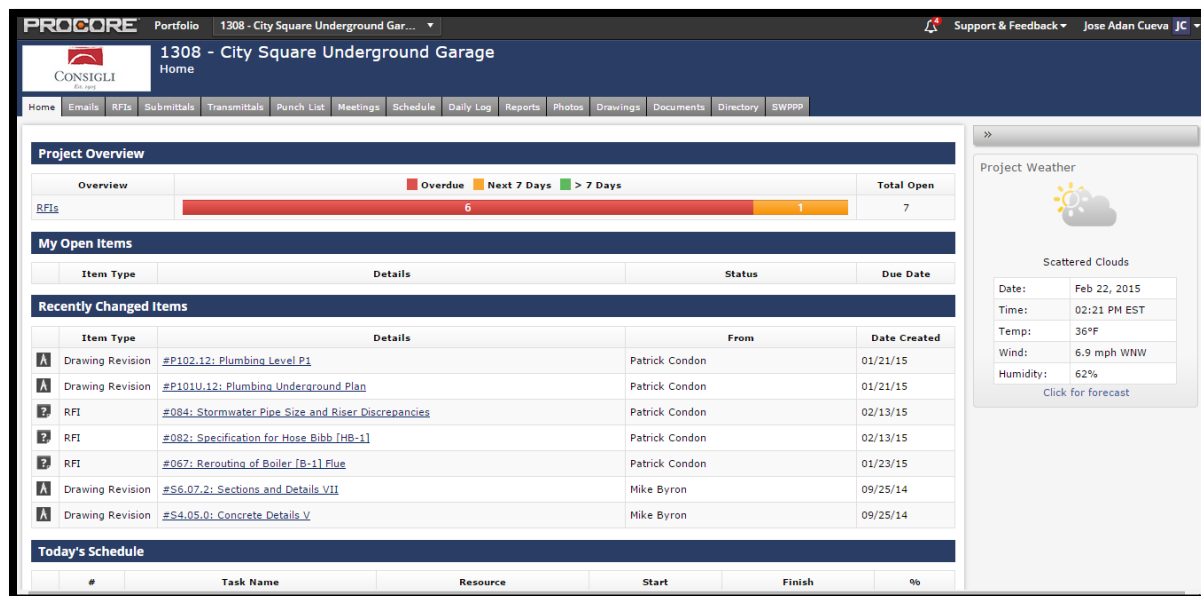 PROCORE Portfolio 1308 - City Square Underground Gar... 4 Support & Feedback Jose Adan Cueva JC
CONSIGLI
Est. 1905
1308 - City Square Underground Garage
Home
Home Emails RFIs Submittals Transmittals Punch List Meetings Schedule Daily Log Reports Photos Drawings Documents Directory SWPPP
Project Overview
Overview Overdue Next 7 Days > 7 Days Total Open
RFIs 6 1 7
My Open Items
Item Type Details Status Due Date
Recently Changed Items
Item Type Details From Date Created
Drawing Revision #P102.12: Plumbing Level P1 Patrick Condon 01/21/15
Drawing Revision #P101U.12: Plumbing Underground Plan Patrick Condon 01/21/15
RFI #084: Stormwater Pipe Size and Riser Discrepancies Patrick Condon 02/13/15
RFI #082: Specification for Hose Bibb [HB-1] Patrick Condon 02/13/15
RFI #067: Rerouting of Boiler [B-1] Flue Patrick Condon 01/23/15
Drawing Revision #S6.07.2: Sections and Details VII Mike Byron 09/25/14
Drawing Revision #S4.05.0: Concrete Details V Mike Byron 09/25/14
Today's Schedule
# Task Name Resource Start Finish %
»
Project Weather
Scattered Clouds
Date: Feb 22, 2015
Time: 02:21 PM EST
Temp: 36°F
Wind: 6.9 mph WNW
Humidity: 62%
Click for forecast